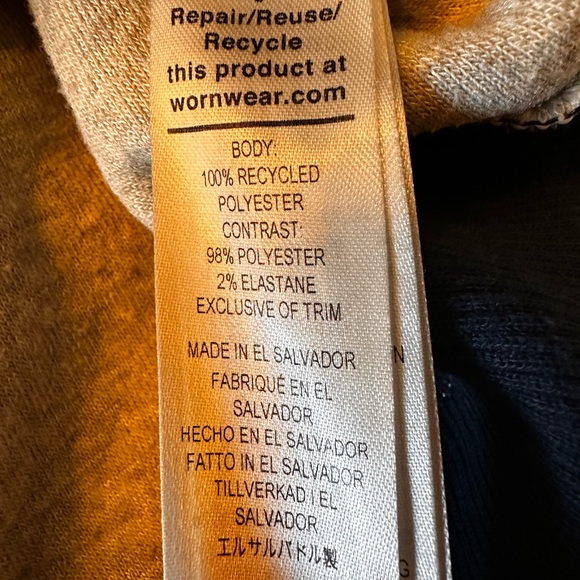 Repair/Reuse/
Recycle
this product at
wornwear.com
BODY:
100% RECYCLED
POLYESTER
CONTRAST:
98% POLYESTER
2% ELASTANE
EXCLUSIVE OF TRIM
MADE IN EL SALVADOR
FABRIQUÉ EN EL
SALVADOR
HECHO EN EL SALVADOR
FATTO IN EL SALVADOR
TILLVERKAD I EL
SALVADOR
エルサルバドル製
N
G